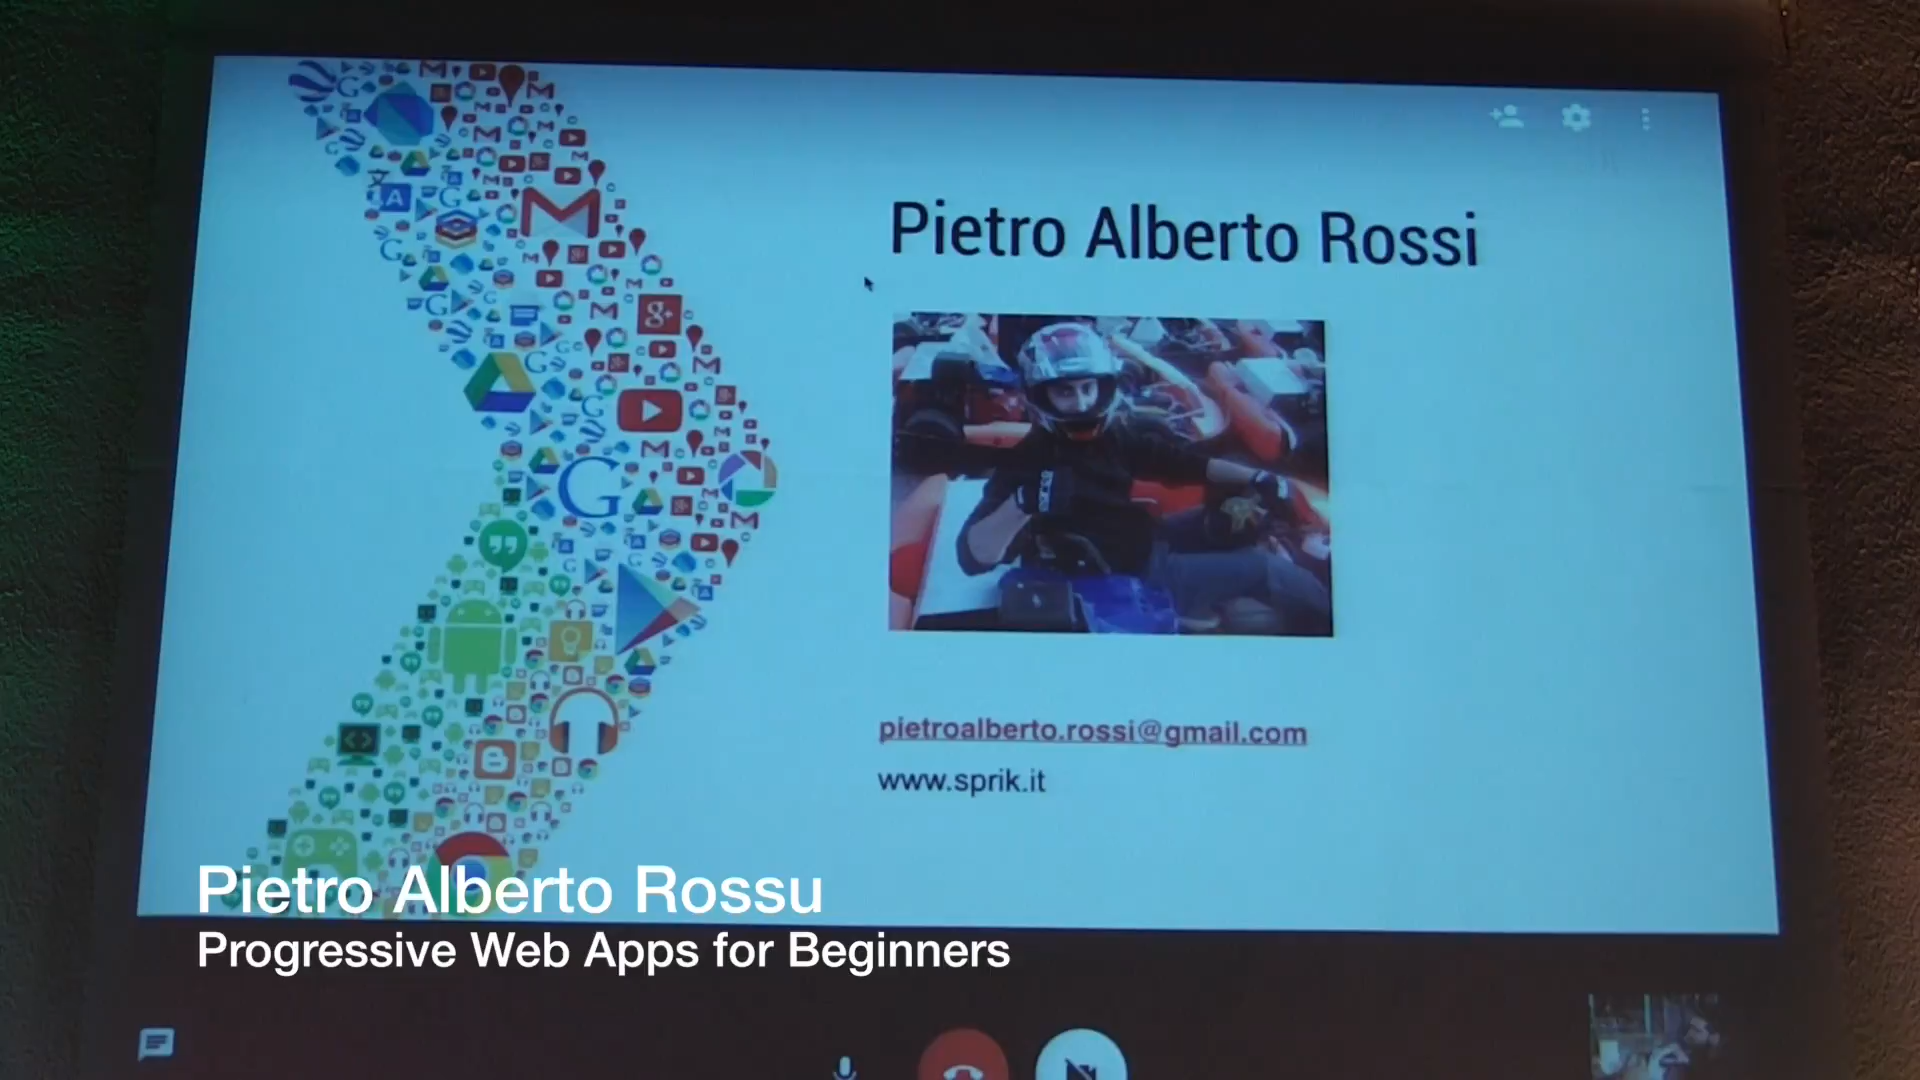 Pietro Alberto Rossi
pietroalberto.rossi@gmail.com
www.sprik.it
Pietro Alberto Rossu
Progressive Web Apps for Beginners